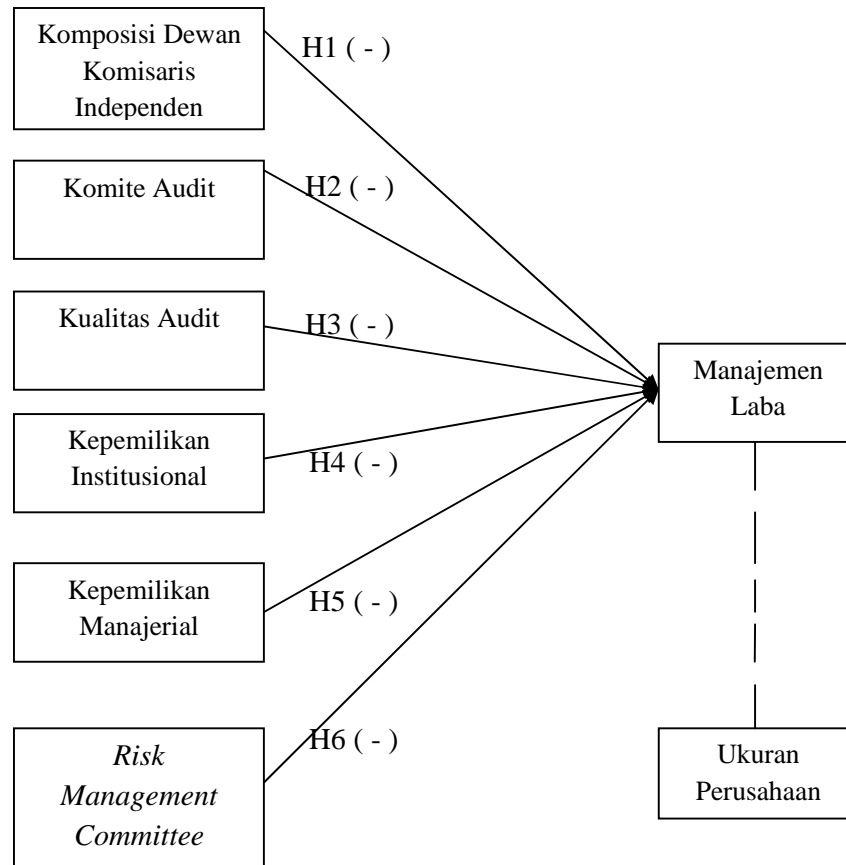 Komposisi Dewan
Komisaris
Independen
H1 ( - )
Komite Audit
H2 ( - )
Kualitas Audit
H3 ( - )
Manajemen
Laba
Kepemilikan
Institusional
H4 ( - )
Kepemilikan
Manajerial
H5 ( - )
Risk
Management
Committee
H6 ( - )
Ukuran
Perusahaan